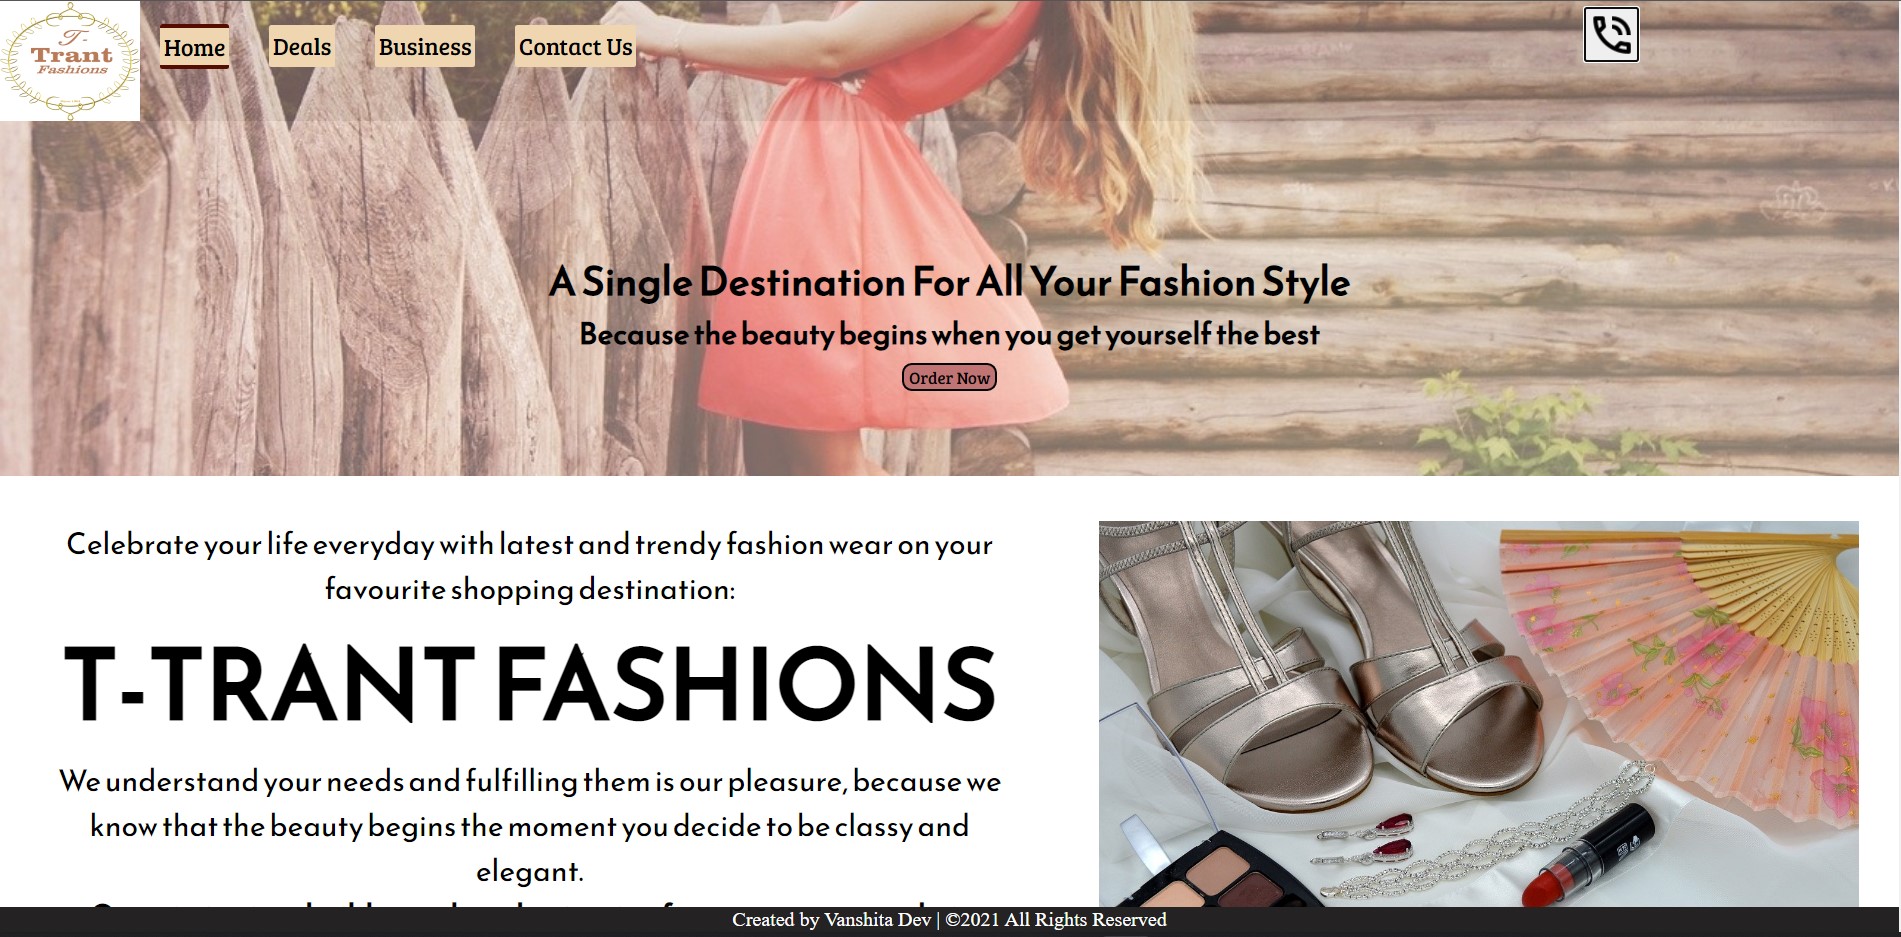 T-
Trant
Fashions
Home
Deals
Business
Contact Us
A Single Destination For All Your Fashion Style
Because the beauty begins when you get yourself the best
Order Now
Celebrate your life everyday with latest and trendy fashion wear on your
favourite shopping destination:
T-TRANT FASHIONS
We understand your needs and fulfilling them is our pleasure, because we
know that the beauty begins the moment you decide to be classy and
elegant.
Created by Vanshita Dev | ©2021 All Rights Reserved